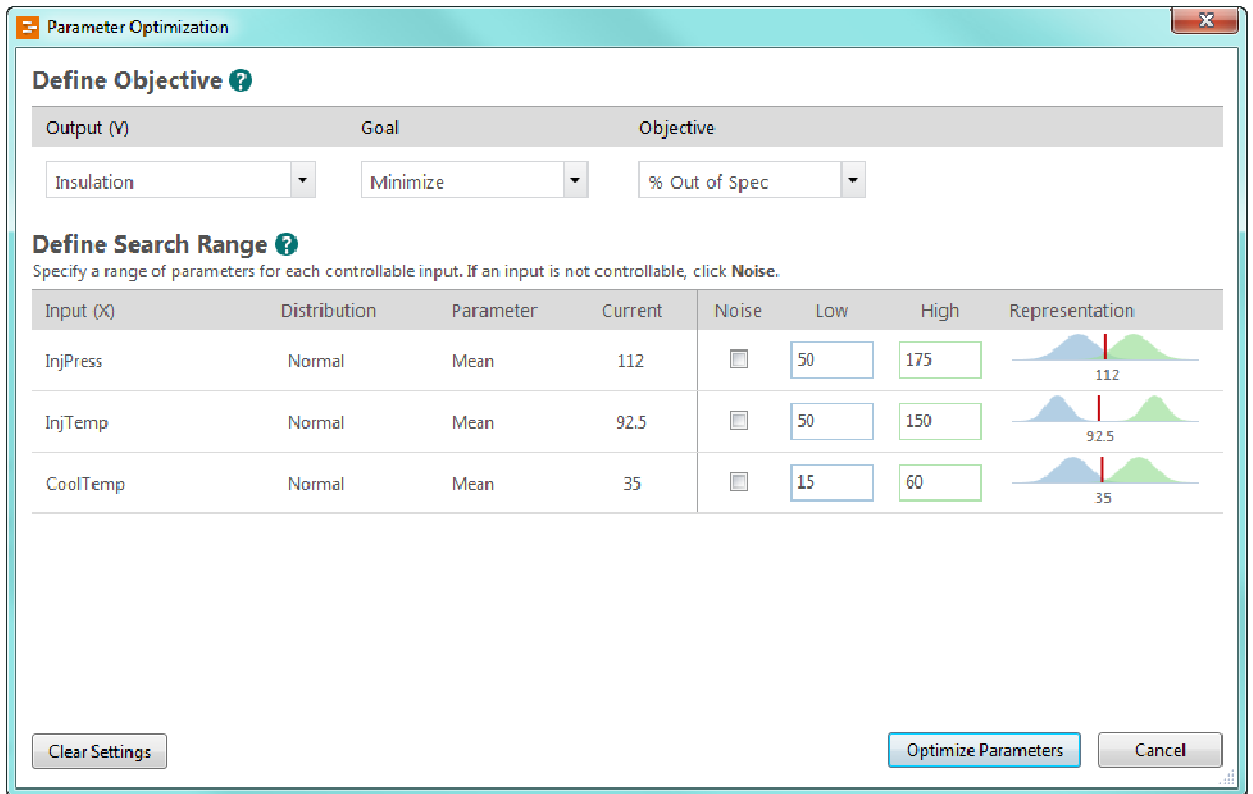 Parameter Optimization
Define Objective ?
Output (Y) Goal Objective
Insulation Minimize % Out of Spec
Define Search Range ?
Specify a range of parameters for each controllable input. If an input is not controllable, click Noise.
Input (X) Distribution Parameter Current Noise Low High Representation
InjPress Normal Mean 112 50 175
112
InjTemp Normal Mean 92.5 50 150
92.5
CoolTemp Normal Mean 35 15 60
35
Clear Settings Optimize Parameters Cancel